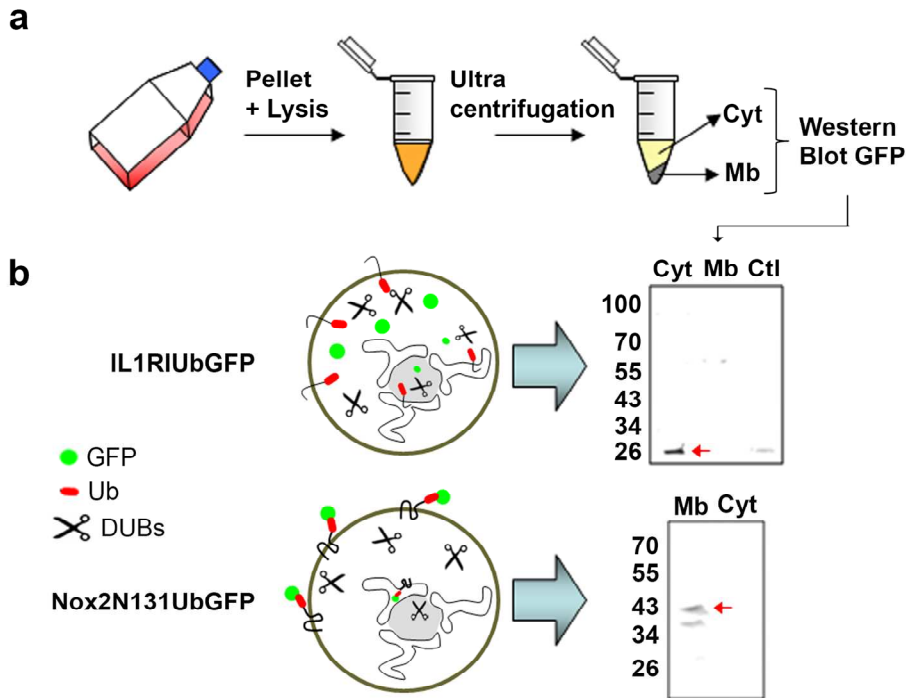 a
Pellet
+ Lysis
Ultra
centrifugation
Cyt
Mb
Western
Blot GFP
b
IL1RIUbGFP
Cyt Mb Ctl
100
70
55
43
34
26
GFP
Ub
DUBs
Nox2N131UbGFP
Mb Cyt
70
55
43
34
26